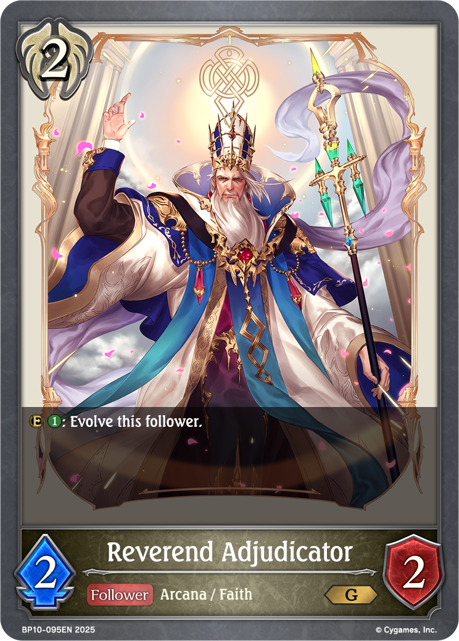 2
E 1: Evolve this follower.
Reverend Adjudicator
2 Follower Arcana / Faith G 2
BP10-095EN 2025 © Cygames, Inc.